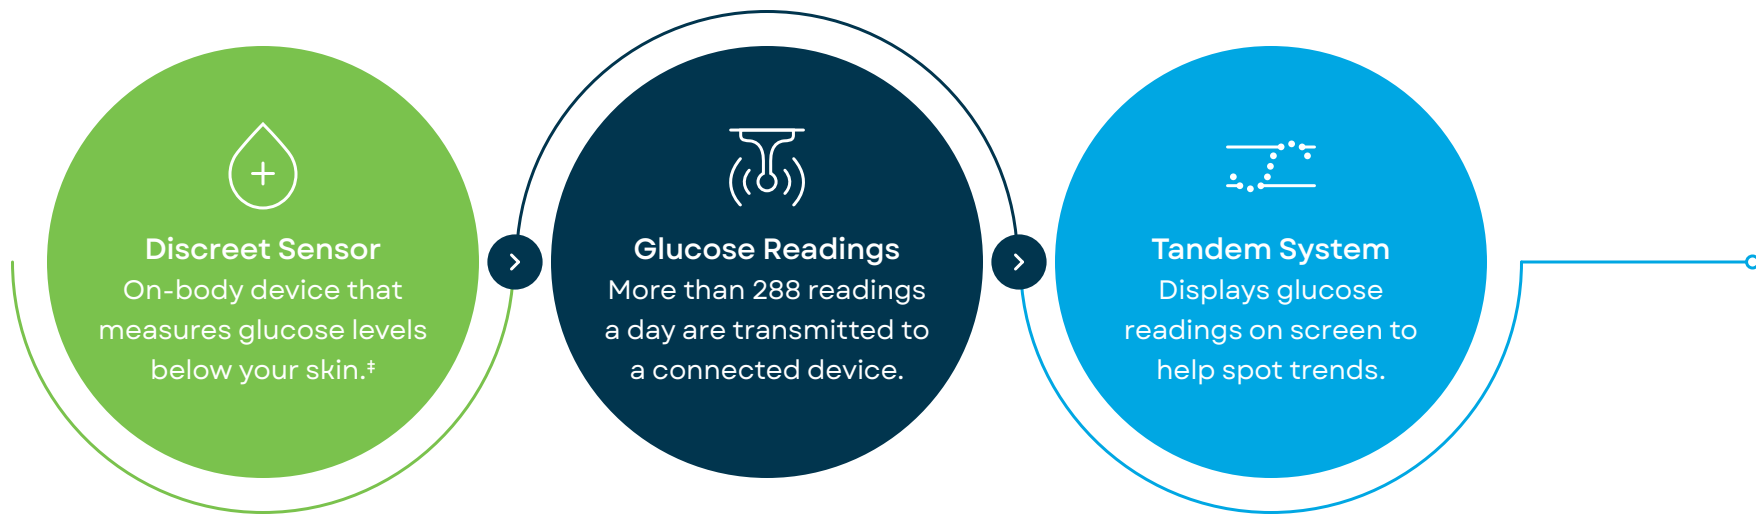 Discreet Sensor
On-body device that
measures glucose levels
below your skin.‡
Glucose Readings
More than 288 readings
a day are transmitted to
a connected device.
Tandem System
Displays glucose
readings on screen to
help spot trends.